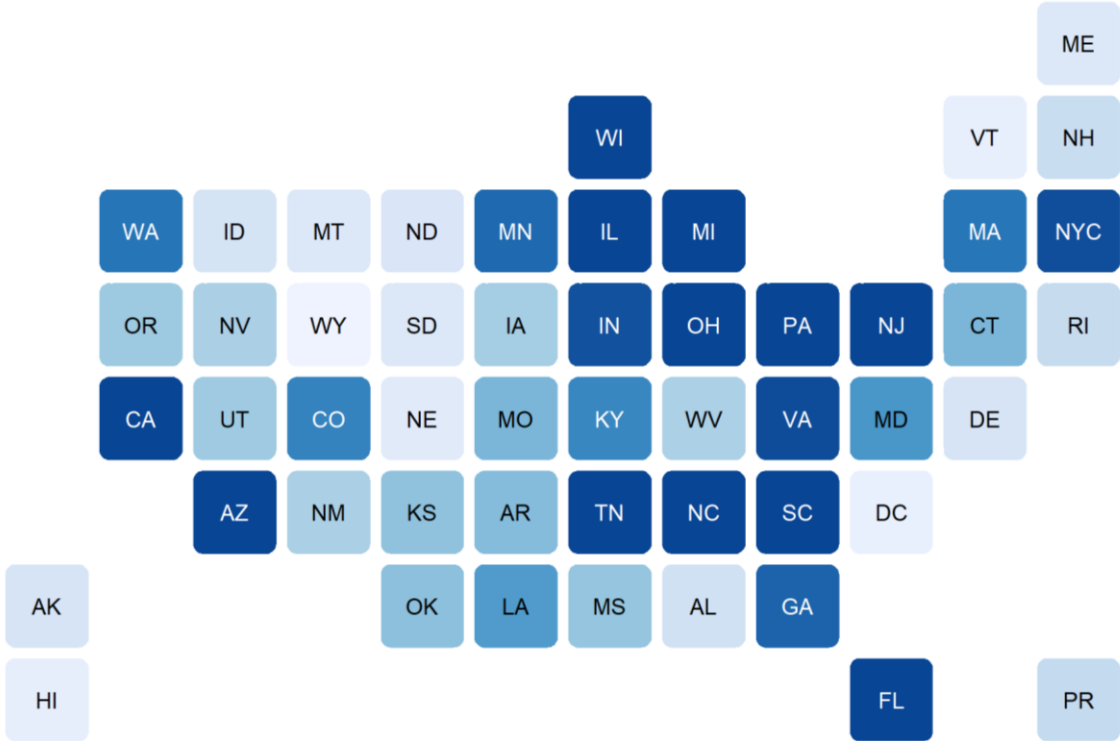 ME
WI VT NH
WA ID MT ND MN IL MI MA NYC
OR NV WY SD IA IN OH PA NJ CT RI
CA UT CO NE MO KY WV VA MD DE
AZ NM KS AR TN NC SC DC
AK OK LA MS AL GA
HI FL PR